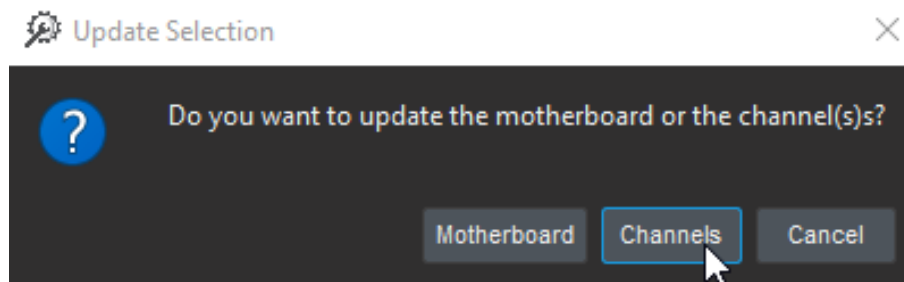 Update Selection
Do you want to update the motherboard or the channel(s)s?
Motherboard Channels Cancel